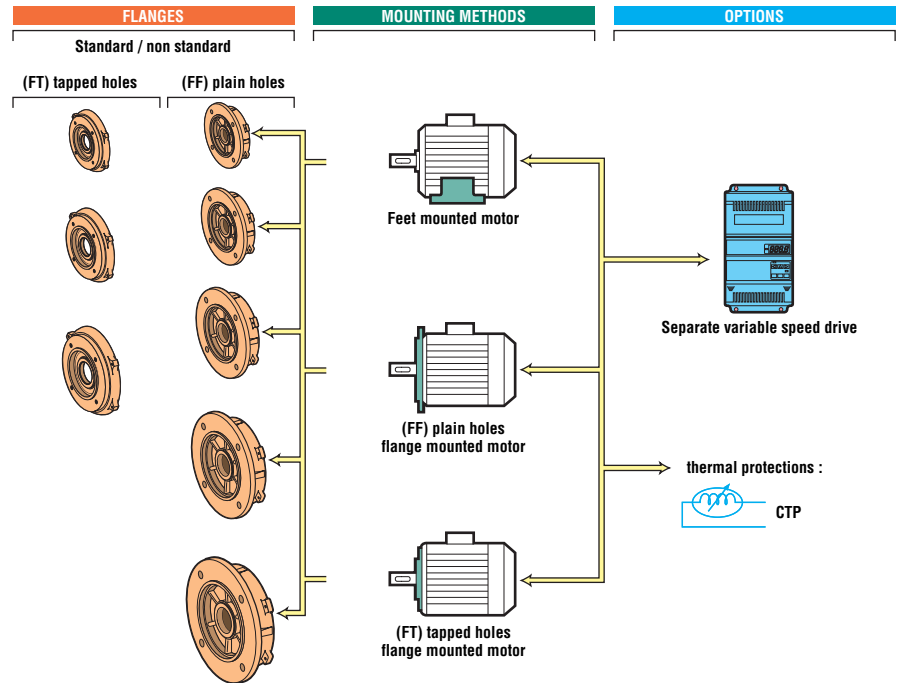 FLANGES
MOUNTING METHODS
OPTIONS
Standard / non standard
(FT) tapped holes
(FF) plain holes
Feet mounted motor
Separate variable speed drive
(FF) plain holes
flange mounted motor
thermal protections :
CTP
(FT) tapped holes
flange mounted motor